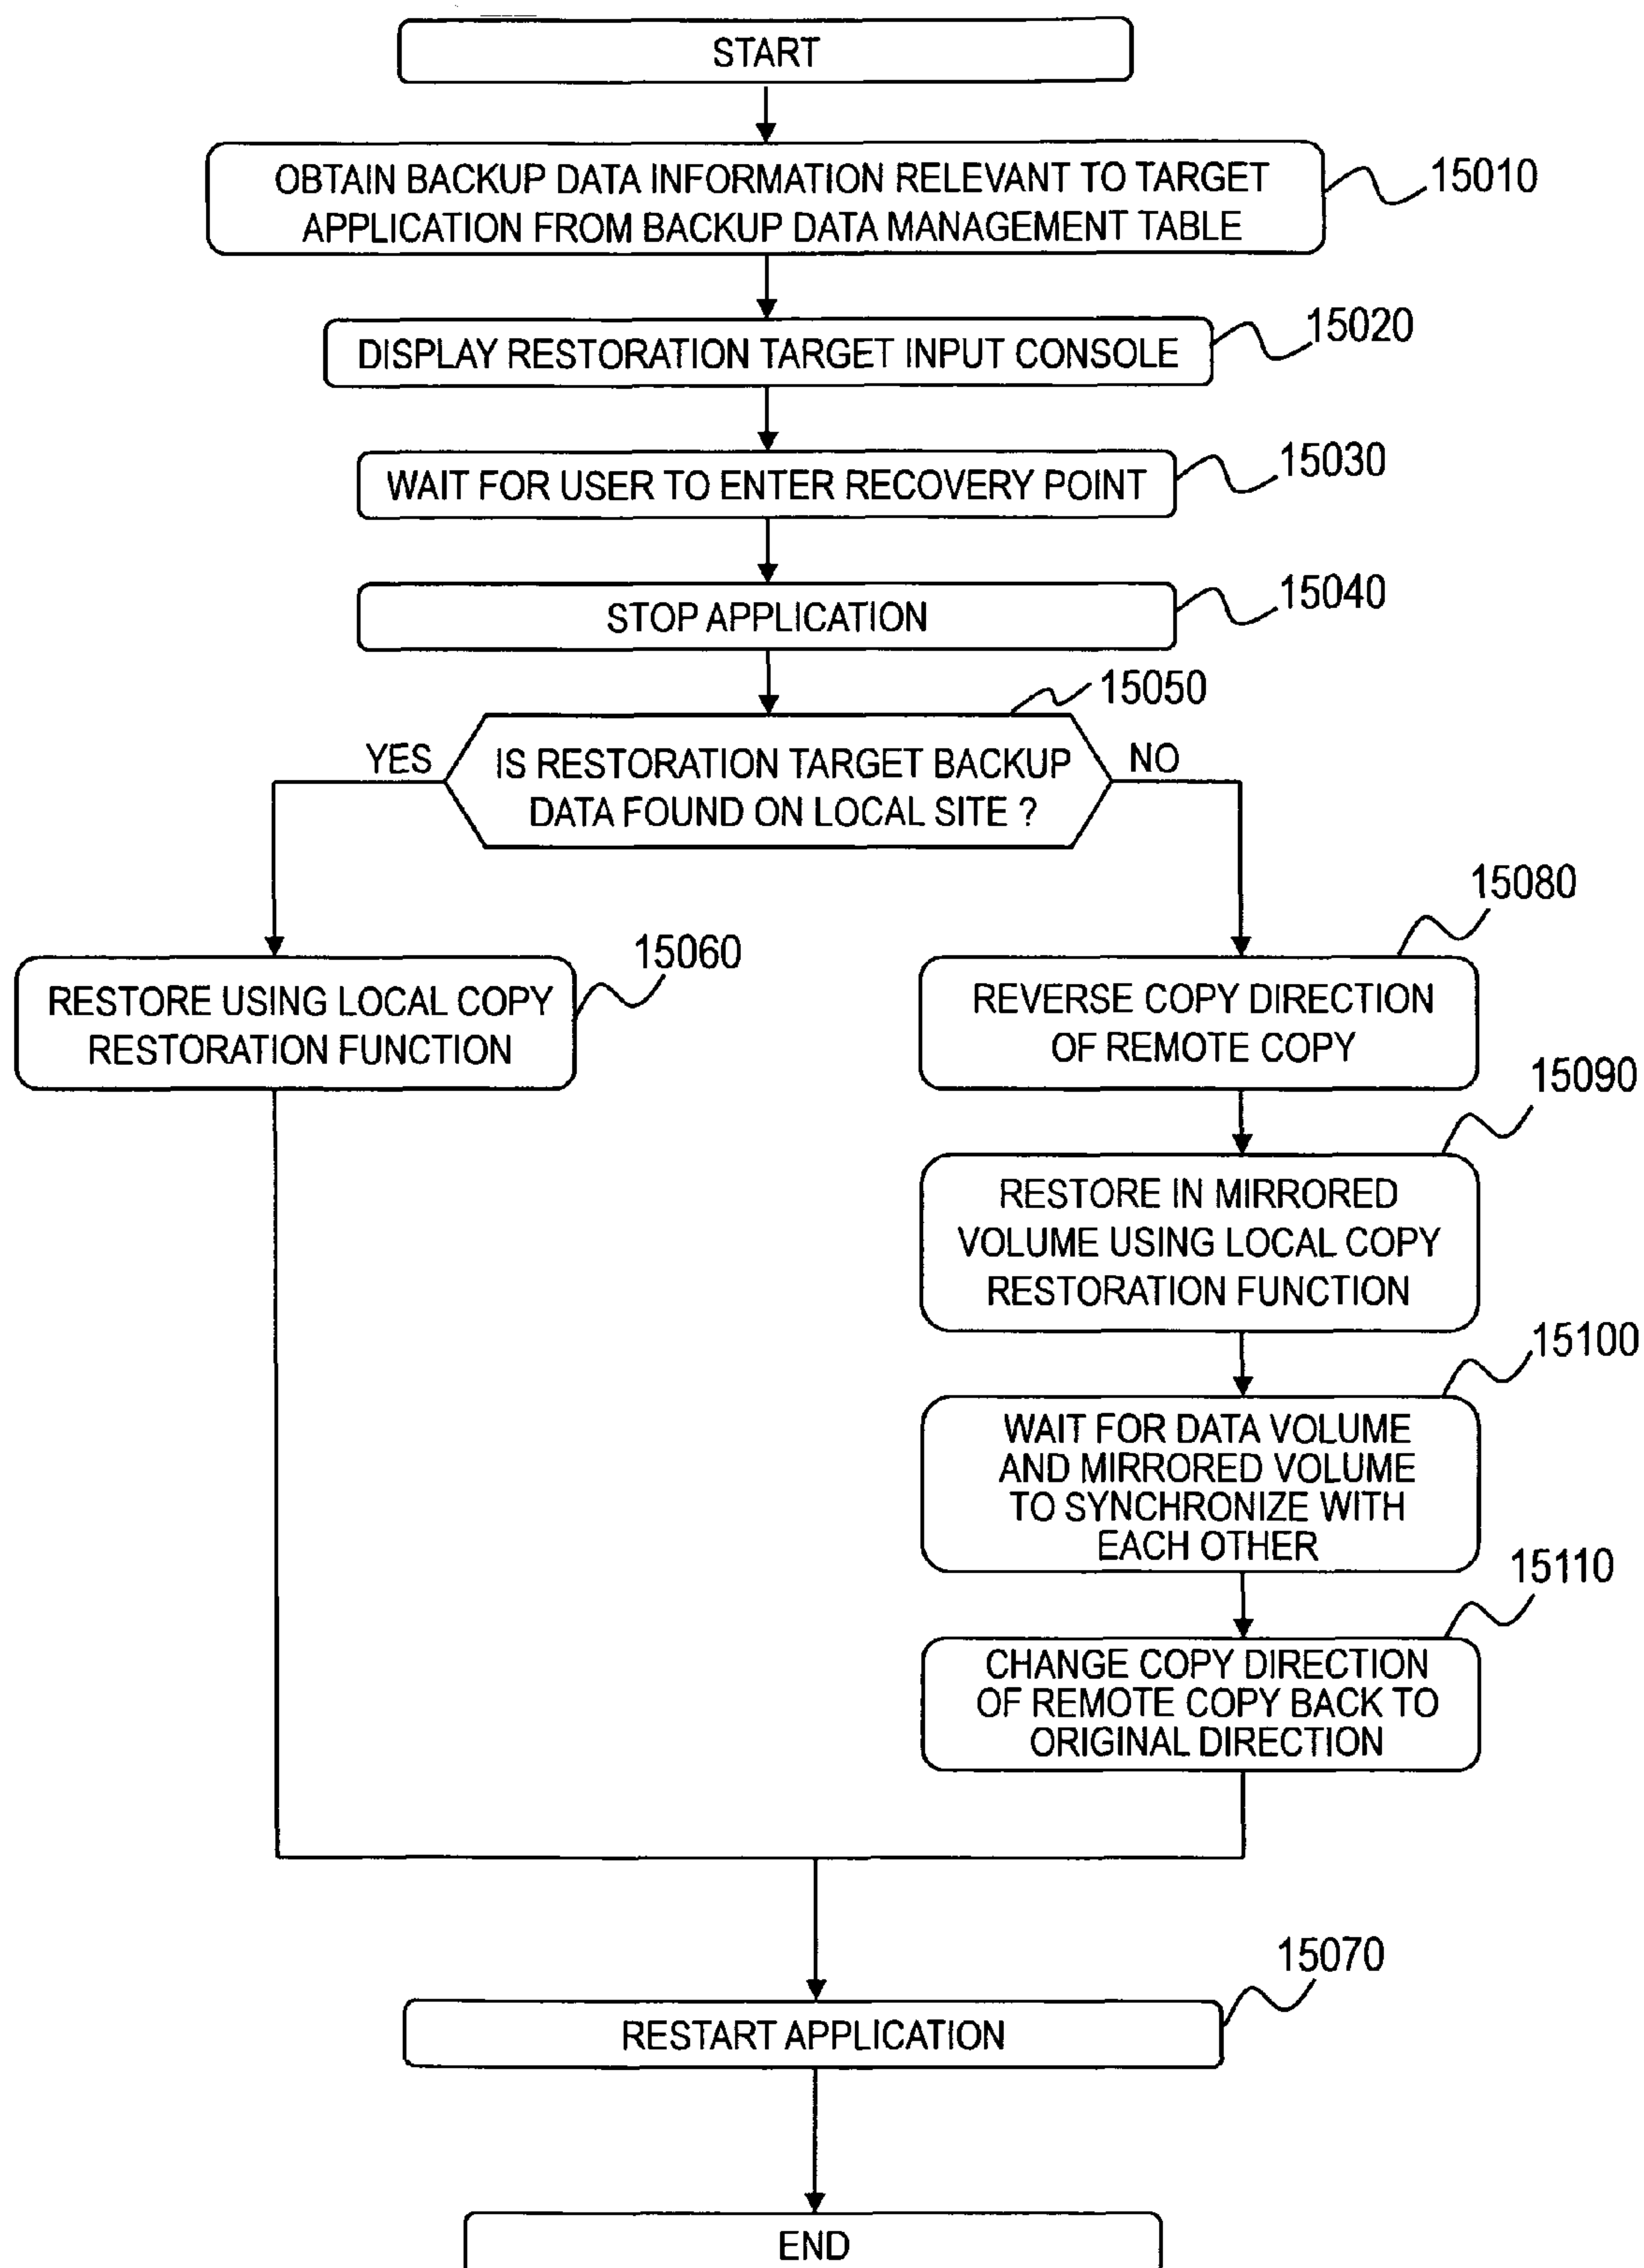 START
OBTAIN BACKUP DATA INFORMATION RELEVANT TO TARGET
APPLICATION FROM BACKUP DATA MANAGEMENT TABLE
15010
DISPLAY RESTORATION TARGET INPUT CONSOLE
15020
WAIT FOR USER TO ENTER RECOVERY POINT
15030
STOP APPLICATION
15040
15050
YES
IS RESTORATION TARGET BACKUP
DATA FOUND ON LOCAL SITE ?
NO
15060
RESTORE USING LOCAL COPY
RESTORATION FUNCTION
15080
REVERSE COPY DIRECTION
OF REMOTE COPY
15090
RESTORE IN MIRRORED
VOLUME USING LOCAL COPY
RESTORATION FUNCTION
15100
WAIT FOR DATA VOLUME
AND MIRRORED VOLUME
TO SYNCHRONIZE WITH
EACH OTHER
15110
CHANGE COPY DIRECTION
OF REMOTE COPY BACK TO
ORIGINAL DIRECTION
15070
RESTART APPLICATION
END